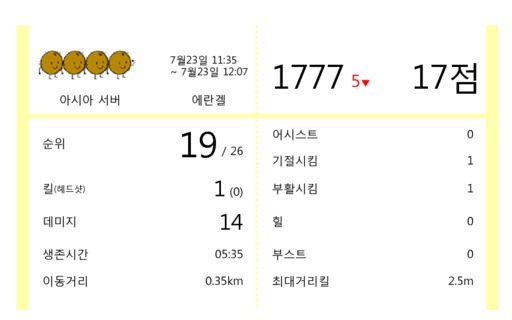 7월23일 11:35
~ 7월23일 12:07
아시아 서버 에란겔
1777 5▼ 17점
순위 19 / 26
킬(헤드샷) 1 (0)
데미지 14
생존시간 05:35
이동거리 0.35km
어시스트 0
기절시킴 1
부활시킴 1
힐 0
부스트 0
최대거리킬 2.5m